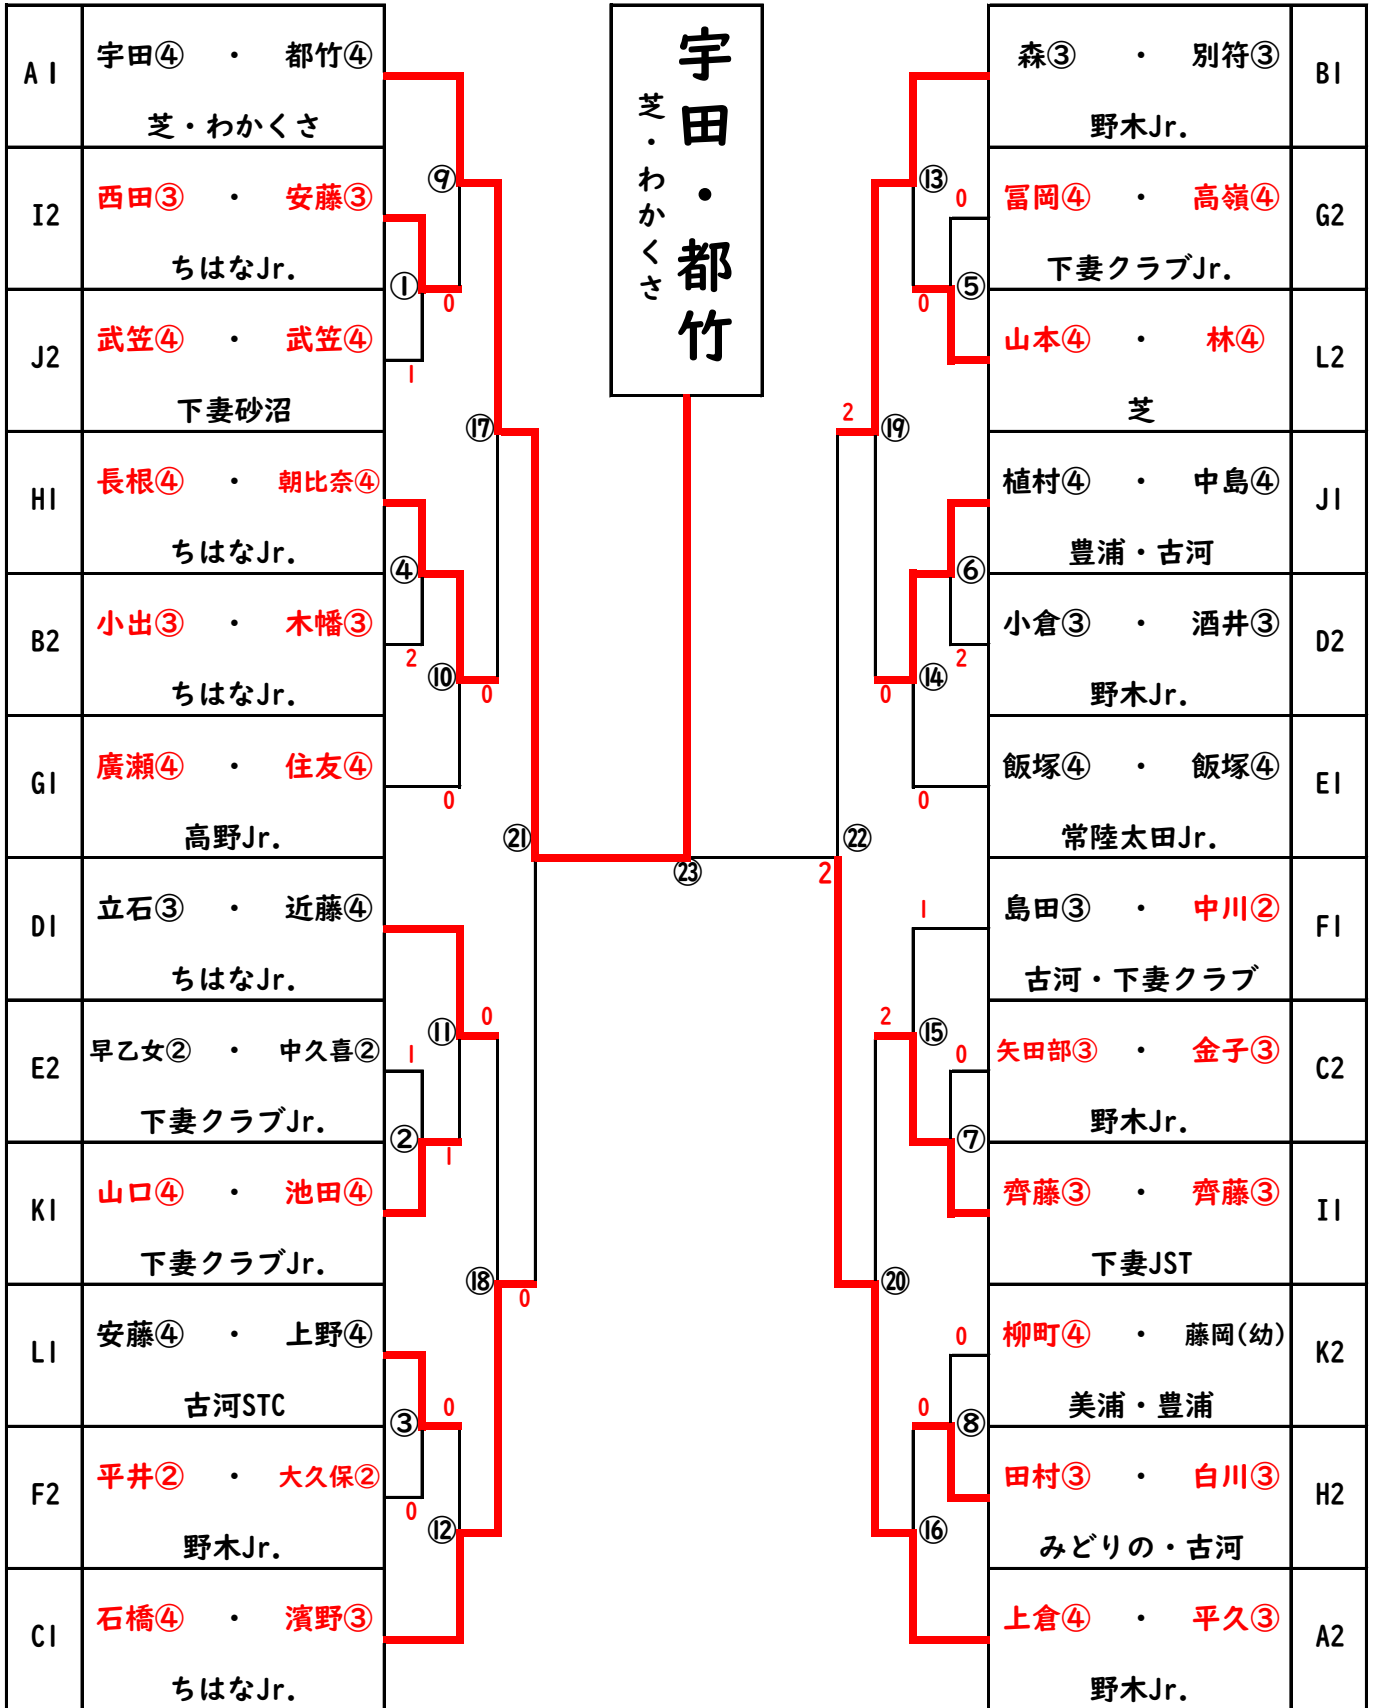 宇田・都竹
芝・わかくさ
A1 宇田④ ・ 都竹④
芝・わかくさ
I2 西田③ ・ 安藤③
ちはなJr.
J2 武笠④ ・ 武笠④
下妻砂沼
H1 長根④ ・ 朝比奈④
ちはなJr.
B2 小出③ ・ 木幡③
ちはなJr.
G1 廣瀬④ ・ 住友④
高野Jr.
D1 立石③ ・ 近藤④
ちはなJr.
E2 早乙女② ・ 中久喜②
下妻クラブJr.
K1 山口④ ・ 池田④
下妻クラブJr.
L1 安藤④ ・ 上野④
古河STC
F2 平井② ・ 大久保②
野木Jr.
C1 石橋④ ・ 濱野③
ちはなJr.
⑨
①
0
1
⑰
④
2
⑩
0
0
㉑
⑪
0
1
②
1
⑱
0
0
③
0
⑫
㉓
森③ ・ 別符③ B1
野木Jr.
冨岡④ ・ 高嶺④ G2
下妻クラブJr.
山本④ ・ 林④ L2
芝
植村④ ・ 中島④ J1
豊浦・古河
小倉③ ・ 酒井③ D2
野木Jr.
飯塚④ ・ 飯塚④ E1
常陸太田Jr.
島田③ ・ 中川② F1
古河・下妻クラブ
矢田部③ ・ 金子③ C2
野木Jr.
齊藤③ ・ 齊藤③ I1
下妻JST
柳町④ ・ 藤岡(幼) K2
美浦・豊浦
田村③ ・ 白川③ H2
みどりの・古河
上倉④ ・ 平久③ A2
野木Jr.
⑬
0
⑤
0
2
⑲
⑥
2
⑭
0
0
㉒
2
1
2
⑮
0
⑦
⑳
0
0
⑧
⑯